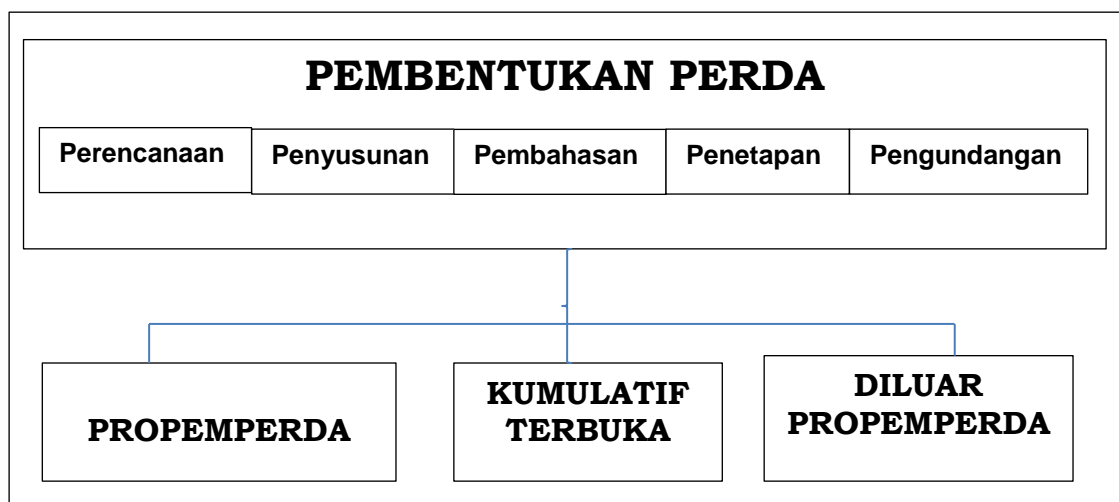 PEMBENTUKAN PERDA
Perencanaan Penyusunan Pembahasan Penetapan Pengundangan
PROPEMPERDA
KUMULATIF
TERBUKA
DILUAR
PROPEMPERDA